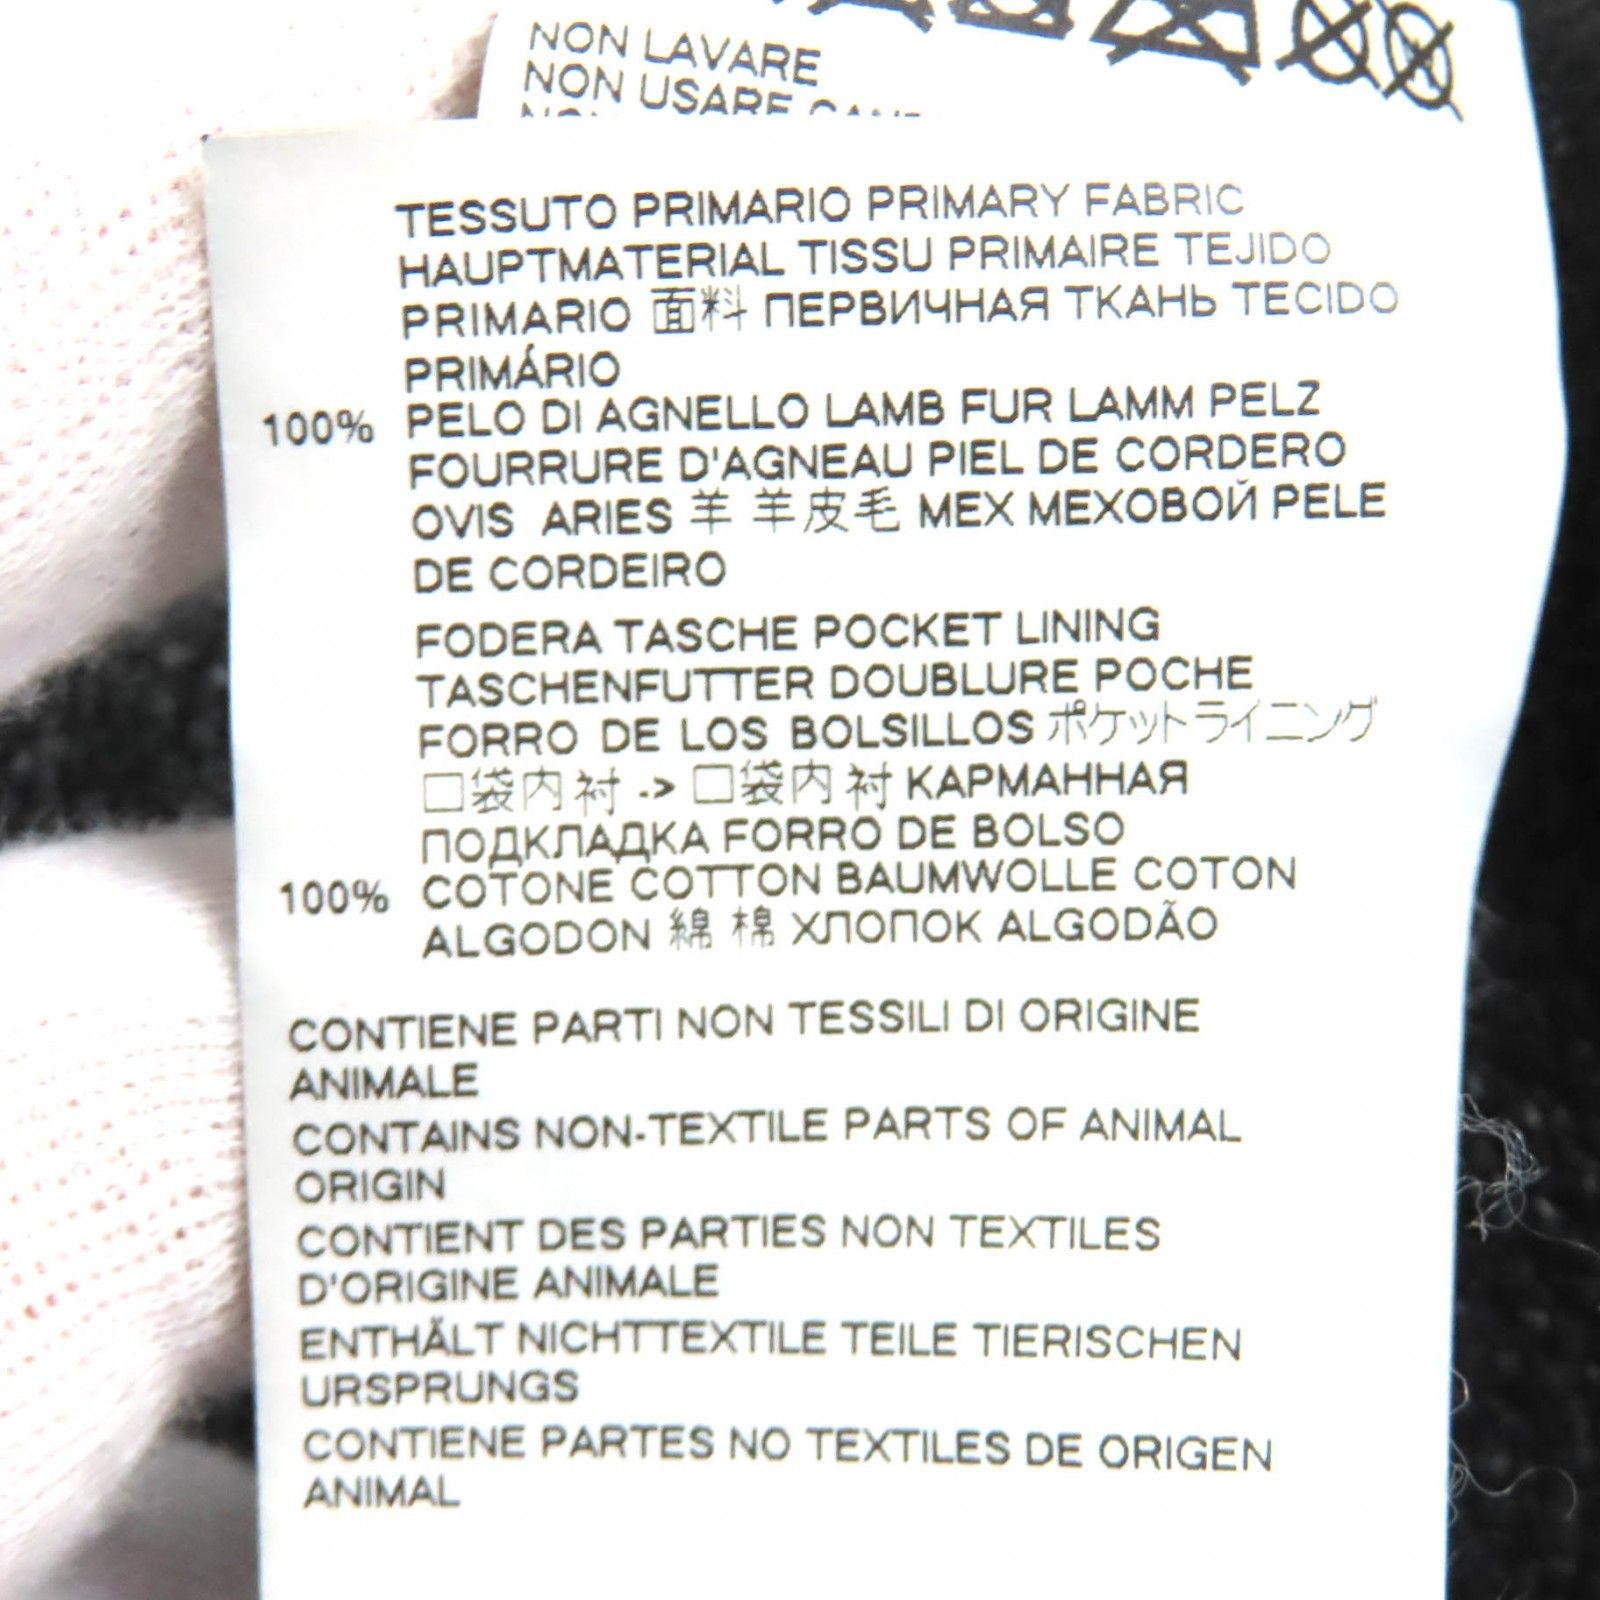 NON LAVARE
NON USARE
TESSUTO PRIMARIO PRIMARY FABRIC
HAUPTMATERIAL TISSU PRIMAIRE TEJIDO
PRIMARIO 面料 ПЕРВИЧНАЯ ТКАНЬ TECIDO
PRIMÁRIO
100% PELO DI AGNELLO LAMB FUR LAMM PELZ
FOURRURE D'AGNEAU PIEL DE CORDERO
OVIS ARIES 羊 羊皮毛 МЕХ МЕХОВОЙ PELE
DE CORDEIRO
FODERA TASCHE POCKET LINING
TASCHENFUTTER DOUBLURE POCHE
FORRO DE LOS BOLSILLOS ポケットライニング
口袋内衬 -> 口袋内衬 КАРМАННАЯ
ПОДКЛАДКА FORRO DE BOLSO
100% COTONE COTTON BAUMWOLLE COTON
ALGODON 綿 棉 ХЛОПОК ALGODÃO
CONTIENE PARTI NON TESSILI DI ORIGINE
ANIMALE
CONTAINS NON-TEXTILE PARTS OF ANIMAL
ORIGIN
CONTIENT DES PARTIES NON TEXTILES
D'ORIGINE ANIMALE
ENTHÄLT NICHTTEXTILE TEILE TIERISCHEN
URSPRUNGS
CONTIENE PARTES NO TEXTILES DE ORIGEN
ANIMAL